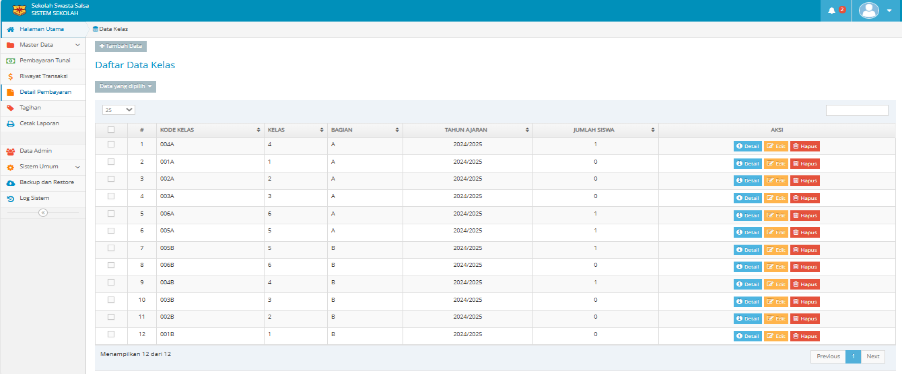 Sekolah Swasta Salsa
SISTEM SEKOLAH
2
Halaman Utama
Master Data
Pembayaran Tunai
Riwayat Transaksi
Detail Pembayaran
Tagihan
Cetak Laporan
Data Admin
Sistem Umum
Backup dan Restore
Log Sistem
Data Kelas
+ Tambah Data
Daftar Data Kelas
Data yang dipilih
25
# KODE KELAS KELAS BAGIAN TAHUN AJARAN JUMLAH SISWA AKSI
1 004A 4 A 2024/2025 1 Detail Edit Hapus
2 001A 1 A 2024/2025 0 Detail Edit Hapus
3 002A 2 A 2024/2025 0 Detail Edit Hapus
4 003A 3 A 2024/2025 0 Detail Edit Hapus
5 006A 6 A 2024/2025 1 Detail Edit Hapus
6 005A 5 A 2024/2025 1 Detail Edit Hapus
7 005B 5 B 2024/2025 1 Detail Edit Hapus
8 006B 6 B 2024/2025 0 Detail Edit Hapus
9 004B 4 B 2024/2025 1 Detail Edit Hapus
10 003B 3 B 2024/2025 0 Detail Edit Hapus
11 002B 2 B 2024/2025 0 Detail Edit Hapus
12 001B 1 B 2024/2025 0 Detail Edit Hapus
Menampilkan 12 dari 12
Previous 1 Next